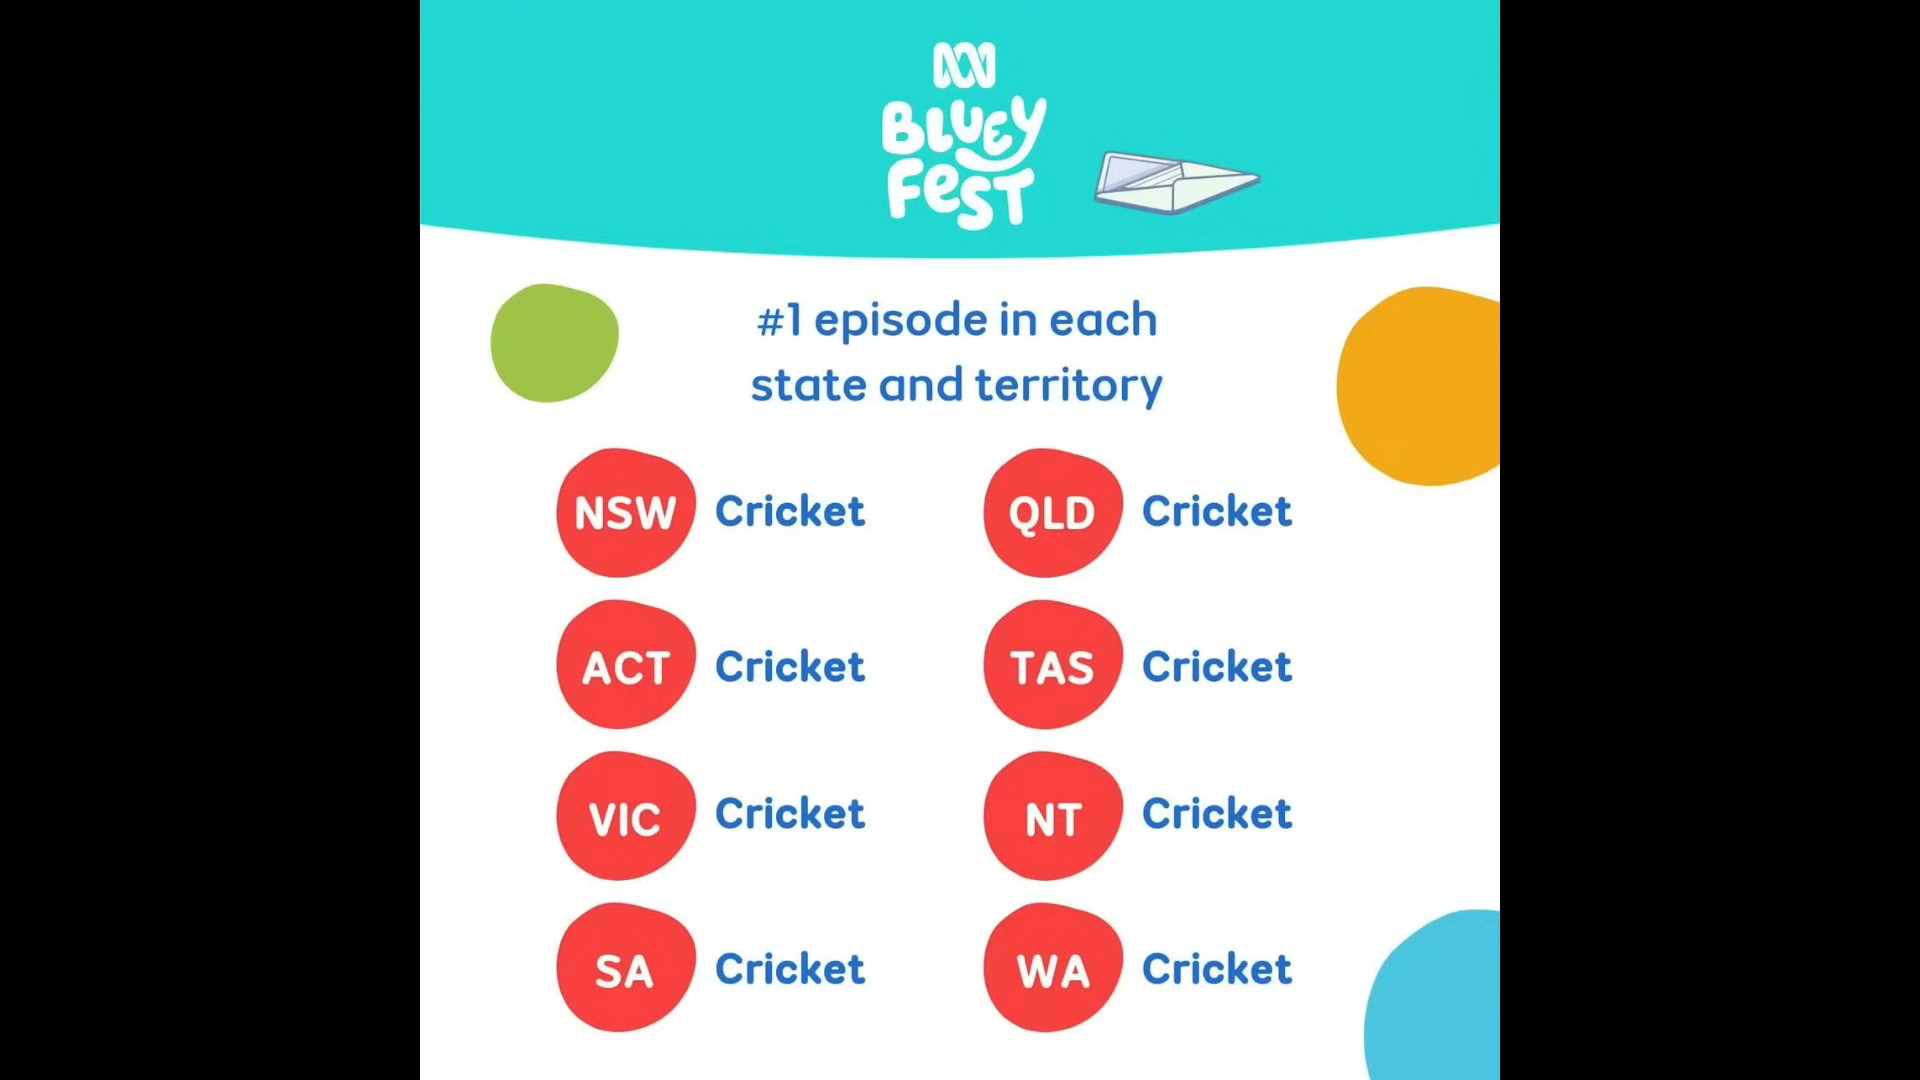 BLUEY
FEST
#1 episode in each
state and territory
NSW Cricket
QLD Cricket
ACT Cricket
TAS Cricket
VIC Cricket
NT Cricket
SA Cricket
WA Cricket